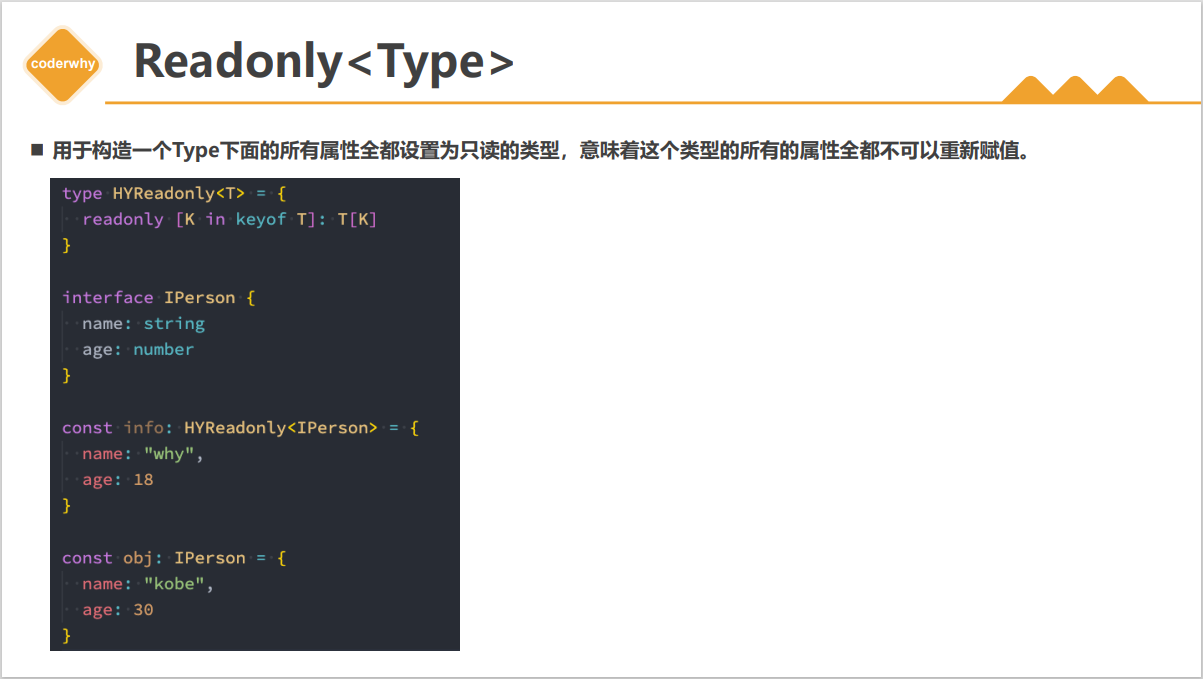 coderwhy
Readonly<Type>
■ 用于构造一个Type下面的所有属性全都设置为只读的类型，意味着这个类型的所有的属性全都不可以重新赋值。
type HYReadonly<T> = {
  readonly [K in keyof T]: T[K]
}

interface IPerson {
  name: string
  age: number
}

const info: HYReadonly<IPerson> = {
  name: "why",
  age: 18
}

const obj: IPerson = {
  name: "kobe",
  age: 30
}